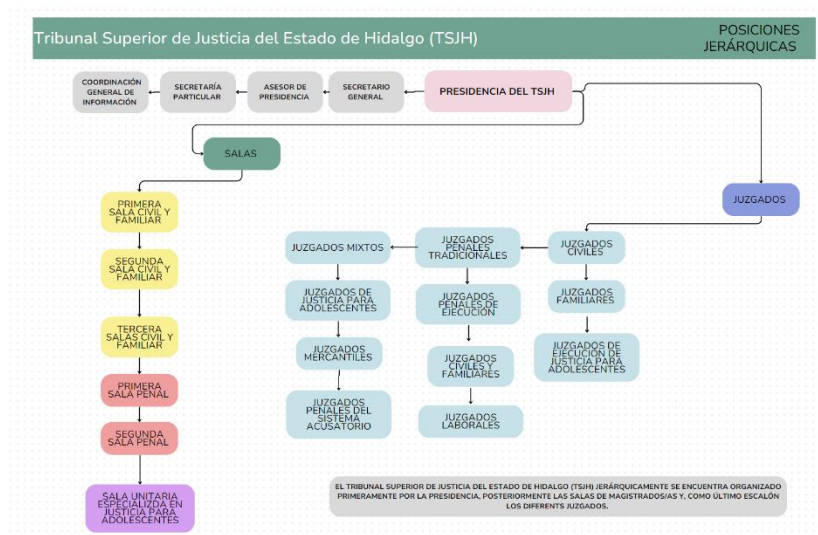 Tribunal Superior de Justicia del Estado de Hidalgo (TSJH)
POSICIONES
JERÁRQUICAS
COORDINACIÓN
GENERAL DE
INFORMACIÓN
SECRETARÍA
PARTICULAR
ASESOR DE
PRESIDENCIA
SECRETARIO
GENERAL
PRESIDENCIA DEL TSJH
SALAS
JUZGADOS
PRIMERA
SALA CIVIL Y
FAMILIAR
SEGUNDA
SALA CIVIL Y
FAMILIAR
TERCERA
SALAS CIVIL Y
FAMILIAR
PRIMERA
SALA PENAL
SEGUNDA
SALA PENAL
SALA UNITARIA
ESPECIALIZDA EN
JUSTICIA PARA
ADOLESCENTES
JUZGADOS MIXTOS
JUZGADOS DE
JUSTICIA PARA
ADOLESCENTES
JUZGADOS
MERCANTILES
JUZGADOS
PENALES DEL
SISTEMA
ACUSATORIO
JUZGADOS
PENALES
TRADICIONALES
JUZGADOS
PENALES DE
EJECUCIÓN
JUZGADOS
CIVILES Y
FAMILIARES
JUZGADOS
LABORALES
JUZGADOS
CIVILES
JUZGADOS
FAMILIARES
JUZGADOS DE
EJECUCIÓN DE
JUSTICIA PARA
ADOLESCENTES
EL TRIBUNAL SUPERIOR DE JUSTICIA DEL ESTADO DE HIDALGO (TSJH) JERÁRQUICAMENTE SE ENCUENTRA ORGANIZADO
PRIMERAMENTE POR LA PRESIDENCIA, POSTERIORMENTE LAS SALAS DE MAGISTRADOS/AS Y, COMO ÚLTIMO ESCALÓN
LOS DIFERENTS JUZGADOS.